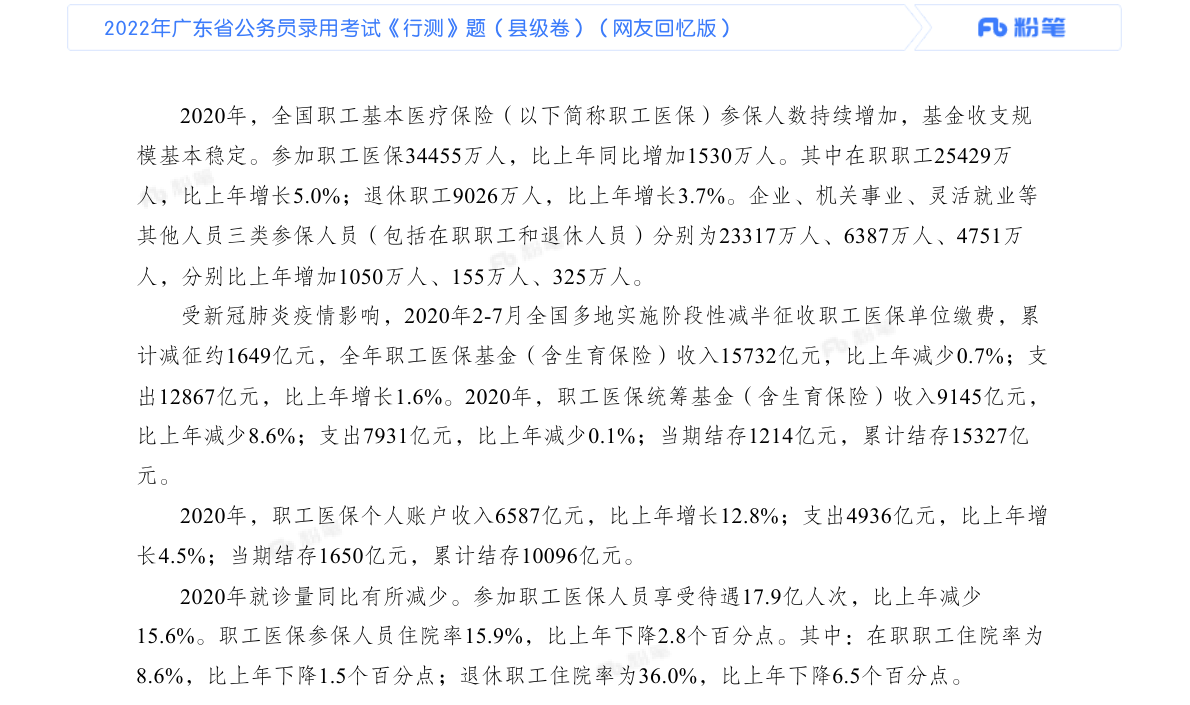 2022年广东省公务员录用考试《行测》题（县级卷）（网友回忆版）
粉笔
2020年，全国职工基本医疗保险（以下简称职工医保）参保人数持续增加，基金收支规
模基本稳定。参加职工医保34455万人，比上年同比增加1530万人。其中在职职工25429万
人，比上年增长5.0%；退休职工9026万人，比上年增长3.7%。企业、机关事业、灵活就业等
其他人员三类参保人员（包括在职职工和退休人员）分别为23317万人、6387万人、4751万
人，分别比上年增加1050万人、155万人、325万人。
受新冠肺炎疫情影响，2020年2-7月全国多地实施阶段性减半征收职工医保单位缴费，累
计减征约1649亿元，全年职工医保基金（含生育保险）收入15732亿元，比上年减少0.7%；支
出12867亿元，比上年增长1.6%。2020年，职工医保统筹基金（含生育保险）收入9145亿元，
比上年减少8.6%；支出7931亿元，比上年减少0.1%；当期结存1214亿元，累计结存15327亿
元。
2020年，职工医保个人账户收入6587亿元，比上年增长12.8%；支出4936亿元，比上年增
长4.5%；当期结存1650亿元，累计结存10096亿元。
2020年就诊量同比有所减少。参加职工医保人员享受待遇17.9亿人次，比上年减少
15.6%。职工医保参保人员住院率15.9%，比上年下降2.8个百分点。其中：在职职工住院率为
8.6%，比上年下降1.5个百分点；退休职工住院率为36.0%，比上年下降6.5个百分点。